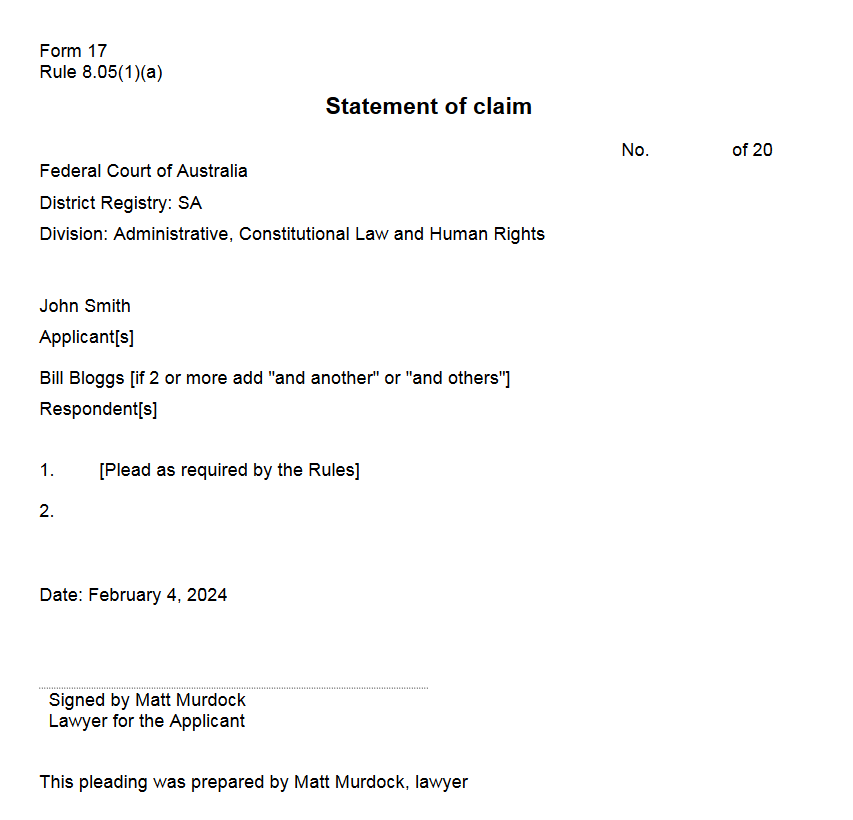 Form 17
Rule 8.05(1)(a)
Statement of claim
No. of 20
Federal Court of Australia
District Registry: SA
Division: Administrative, Constitutional Law and Human Rights
John Smith
Applicant[s]
Bill Bloggs [if 2 or more add "and another" or "and others"]
Respondent[s]
1. [Plead as required by the Rules]
2.
Date: February 4, 2024
Signed by Matt Murdock
Lawyer for the Applicant
This pleading was prepared by Matt Murdock, lawyer